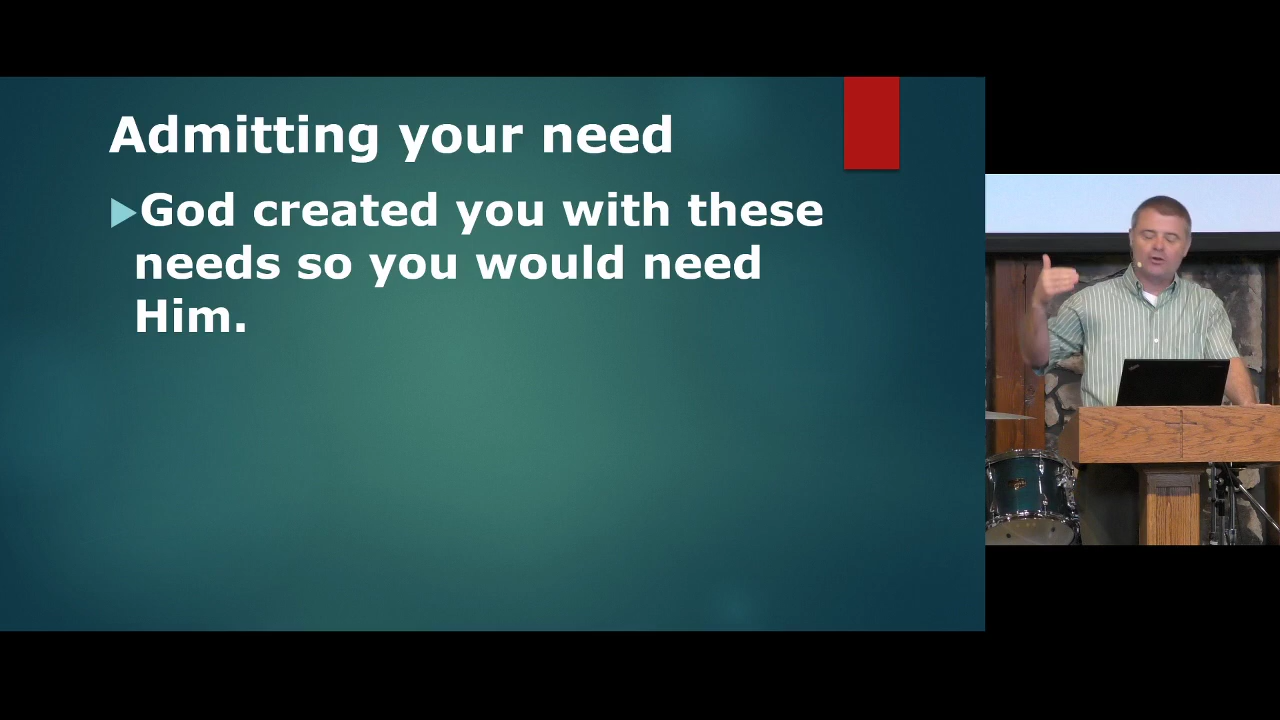 Admitting your need
God created you with these
needs so you would need
Him.